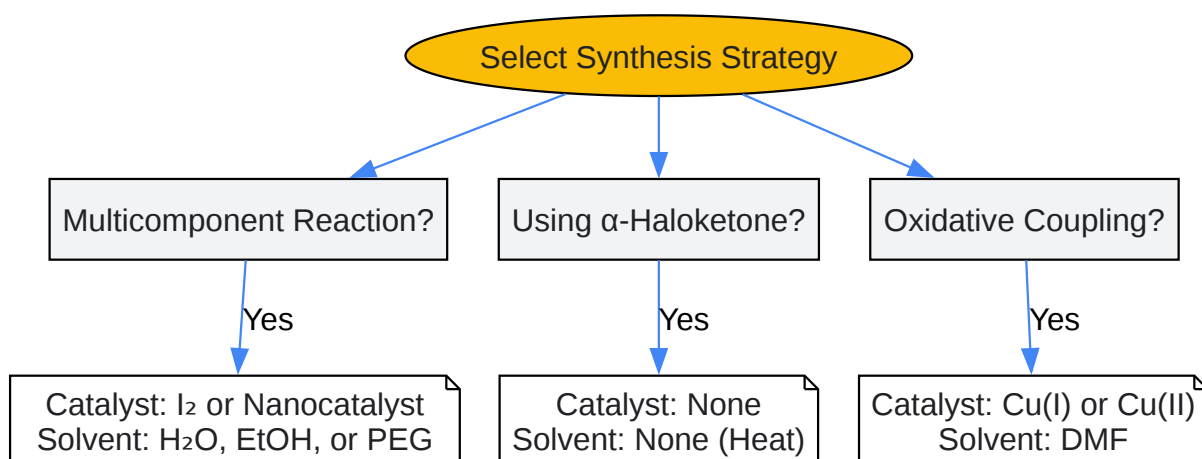 Select Synthesis Strategy
Multicomponent Reaction?
Using α-Haloketone?
Oxidative Coupling?
Yes
Yes
Yes
Catalyst: I₂ or Nanocatalyst
Solvent: H₂O, EtOH, or PEG
Catalyst: None
Solvent: None (Heat)
Catalyst: Cu(I) or Cu(II)
Solvent: DMF